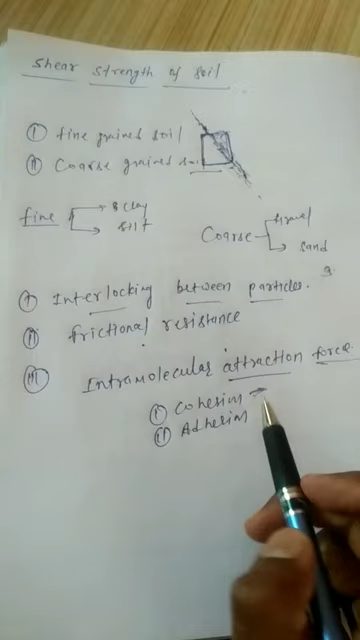 Shear strength of soil
(I) fine grained soil
(II) Coarse grained soil
fine → clay
→ silt
Coarse gravel
→ sand
(I) Interlocking between particles.
(II) frictional resistance
(III) Intramolecular attraction force.
(I) Cohesion →
(II) Adhesion